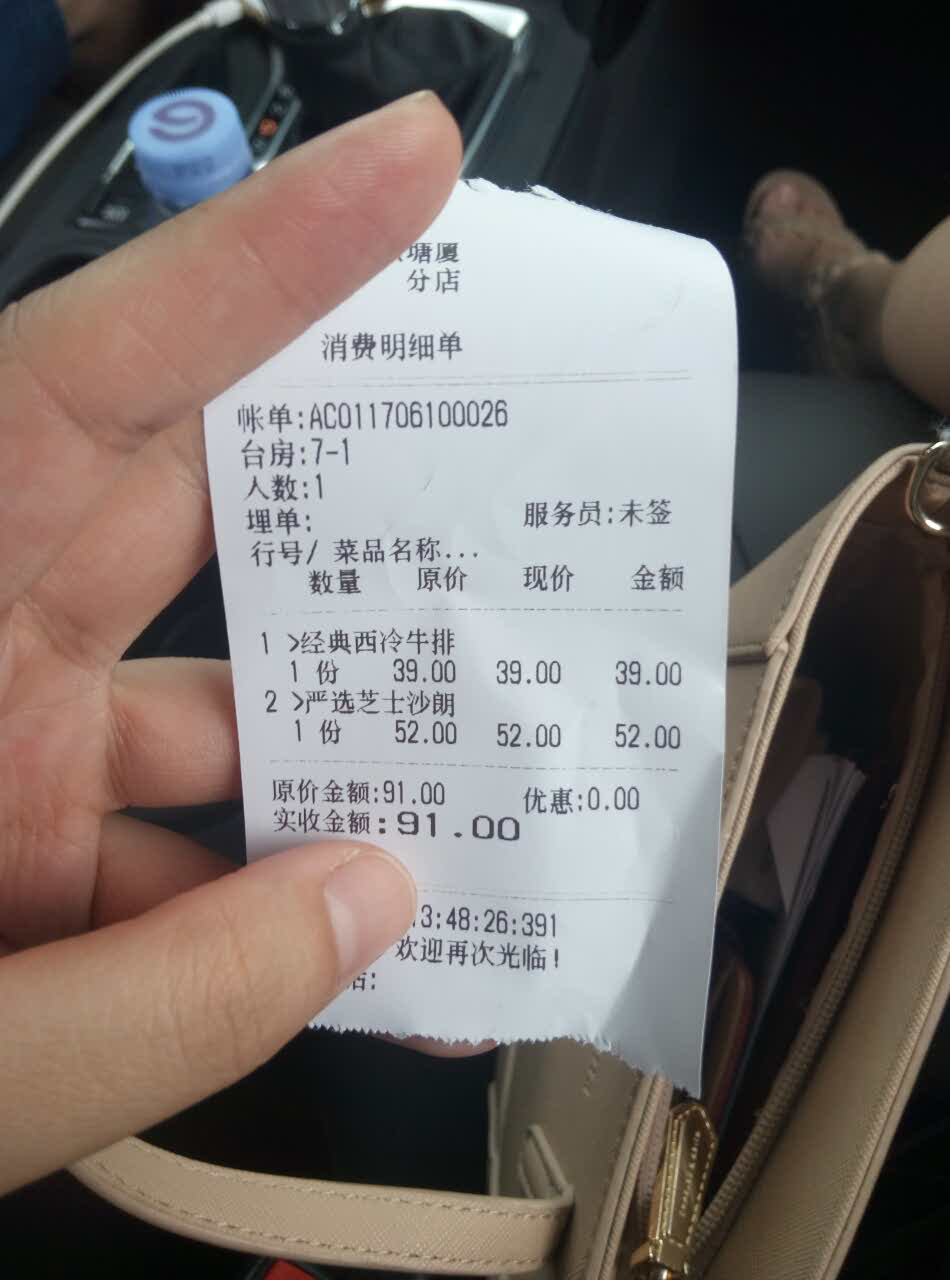 塘厦
分店
消费明细单
帐单:AC011706100026
台房:7-1
人数:1
埋单: 服务员:未签
行号/ 菜品名称...
数量 原价 现价 金额
1 >经典西冷牛排
1 份 39.00 39.00 39.00
2 >严选芝士沙朗
1 份 52.00 52.00 52.00
原价金额:91.00 优惠:0.00
实收金额:91.00
13:48:26:391
欢迎再次光临!